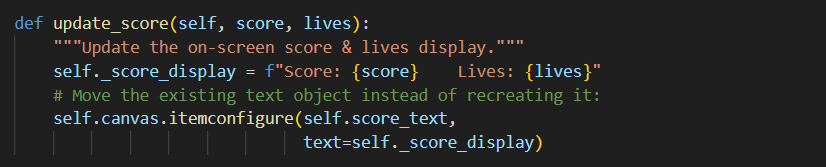 def update_score(self, score, lives):
    """Update the on-screen score & lives display."""
    self._score_display = f"Score: {score}    Lives: {lives}"
    # Move the existing text object instead of recreating it:
    self.canvas.itemconfigure(self.score_text,
                              text=self._score_display)